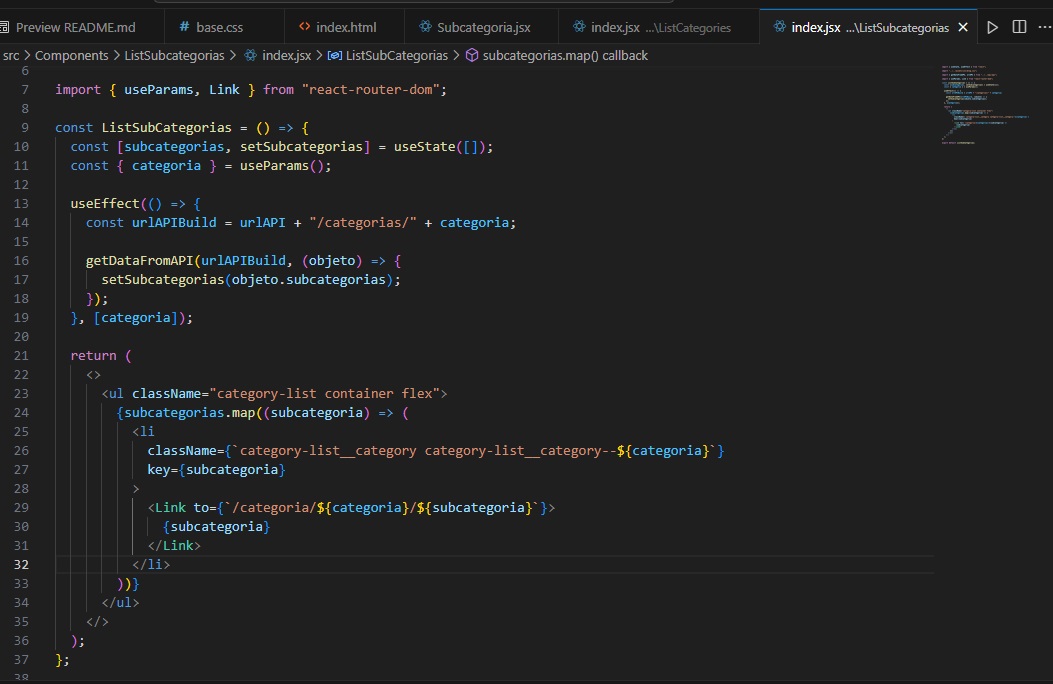 Preview README.md # base.css <> index.html Subcategoria.jsx index.jsx ...\ListCategories index.jsx ...\ListSubcategorias
src > Components > ListSubcategorias > index.jsx > ListSubCategorias > subcategorias.map() callback
6
7 import { useParams, Link } from "react-router-dom";
8
9 const ListSubCategorias = () => {
10 const [subcategorias, setSubcategorias] = useState([]);
11 const { categoria } = useParams();
12
13 useEffect(() => {
14 const urlAPIBuild = urlAPI + "/categorias/" + categoria;
15
16 getDataFromAPI(urlAPIBuild, (objeto) => {
17 setSubcategorias(objeto.subcategorias);
18 });
19 }, [categoria]);
20
21 return (
22 <>
23 <ul className="category-list container flex">
24 {subcategorias.map((subcategoria) => (
25 <li
26 className={`category-list__category category-list__category--${categoria}`}
27 key={subcategoria}
28 >
29 <Link to={`/categoria/${categoria}/${subcategoria}`}>
30 {subcategoria}
31 </Link>
32 </li>
33 ))}
34 </ul>
35 </>
36 );
37 };
38